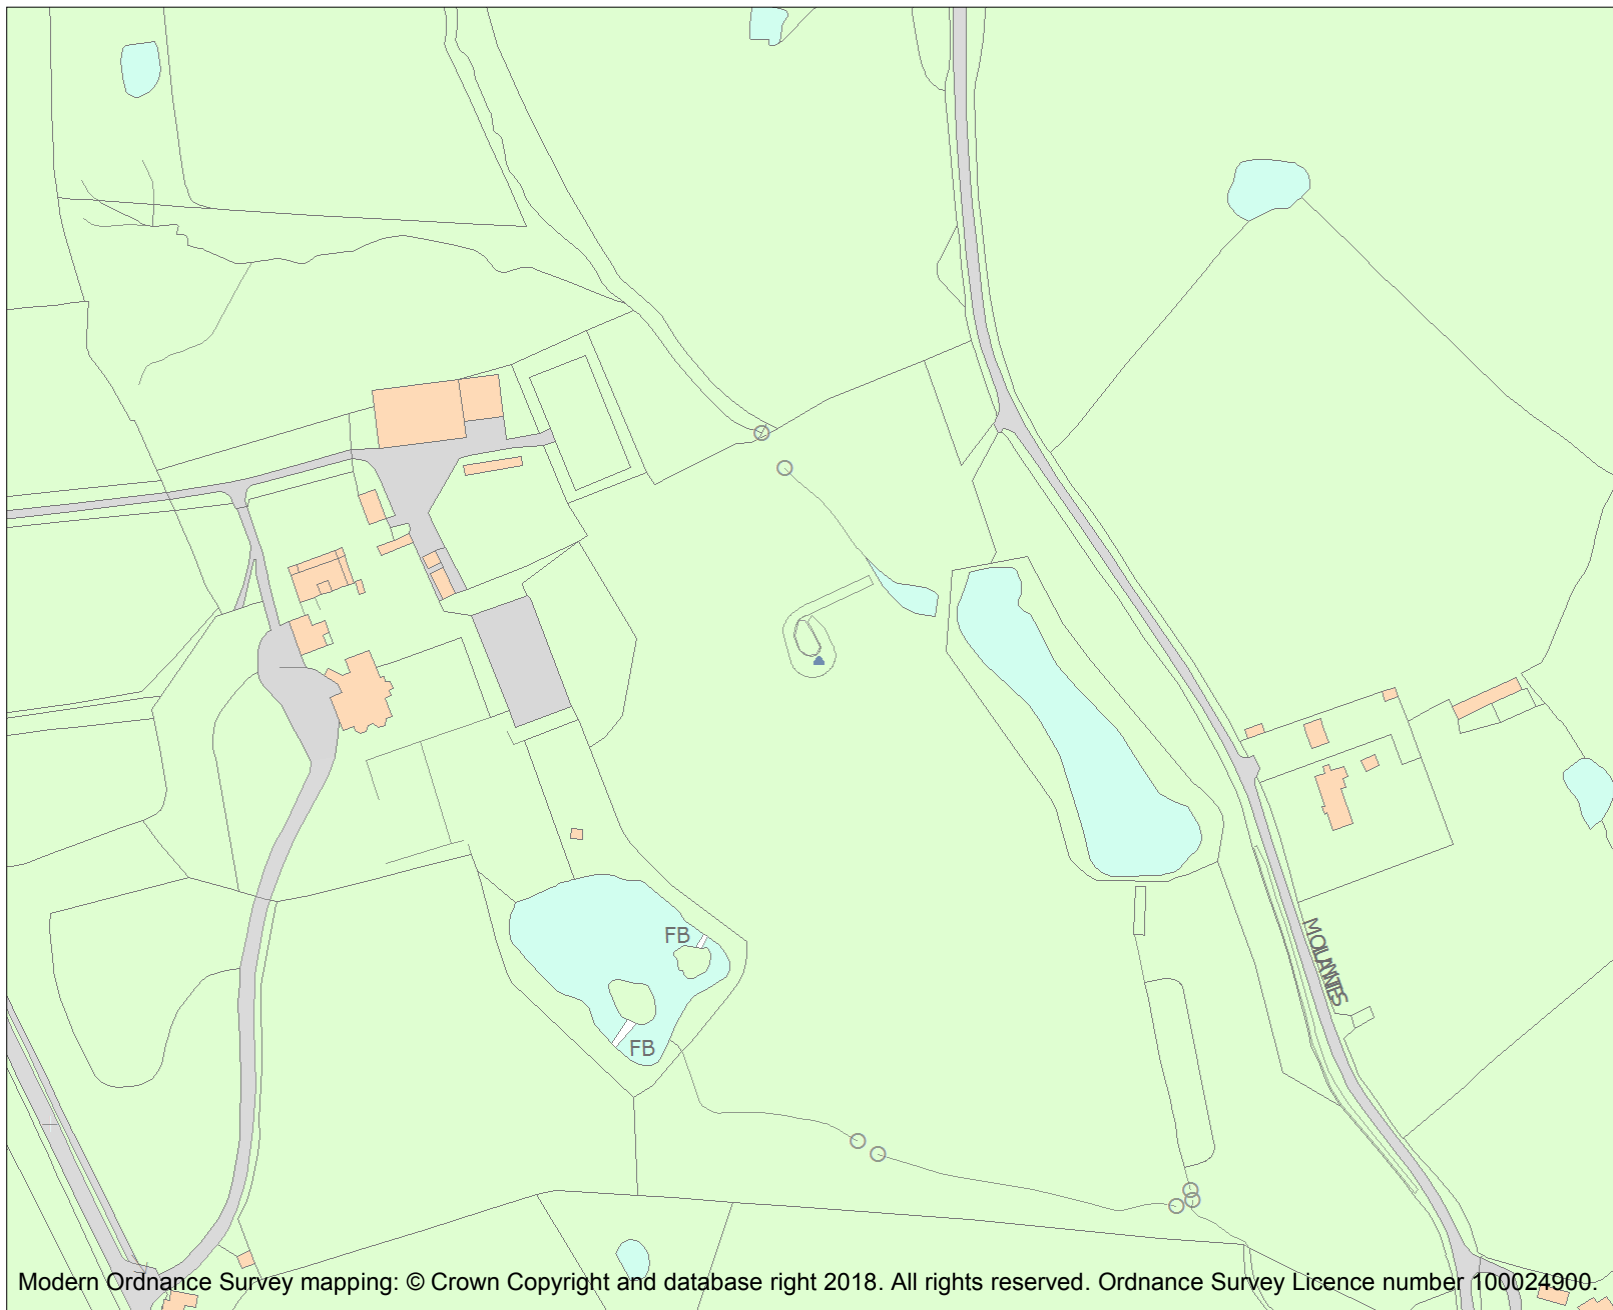 FB
FB
Modern Ordnance Survey mapping: © Crown Copyright and database right 2018. All rights reserved. Ordnance Survey Licence number 100024900.